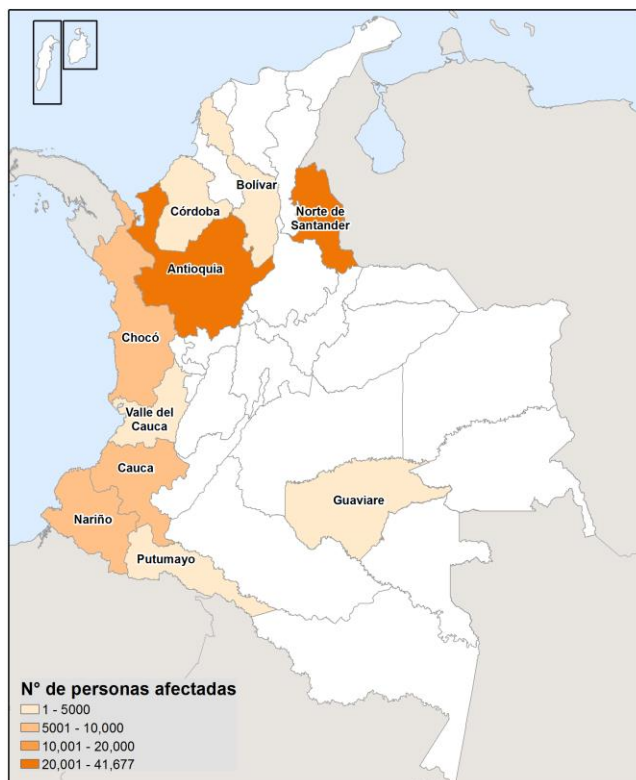 Bolívar
Córdoba
Norte de
Santander
Antioquia
Chocó
Valle del
Cauca
Cauca
Guaviare
Nariño
Putumayo
N° de personas afectadas
1 - 5000
5001 - 10,000
10,001 - 20,000
20,001 - 41,677